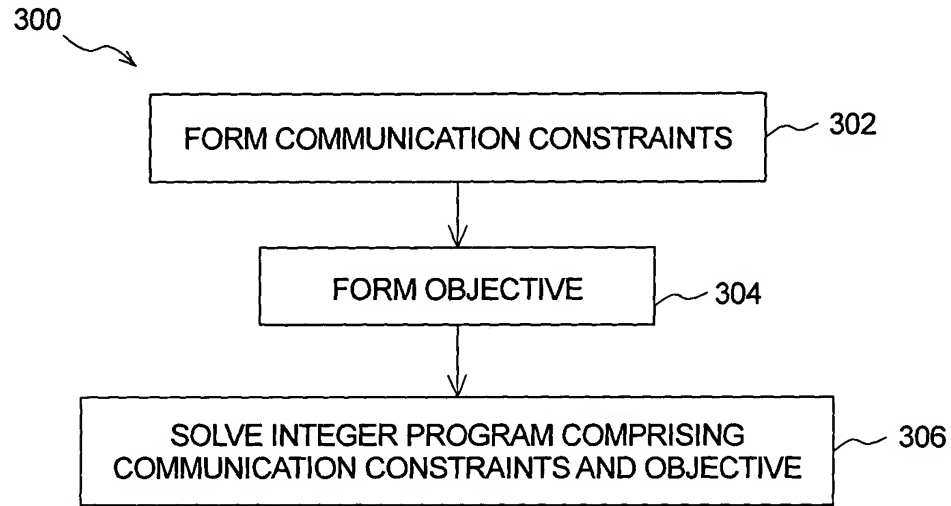 300
FORM COMMUNICATION CONSTRAINTS
302
FORM OBJECTIVE
304
SOLVE INTEGER PROGRAM COMPRISING
COMMUNICATION CONSTRAINTS AND OBJECTIVE
306